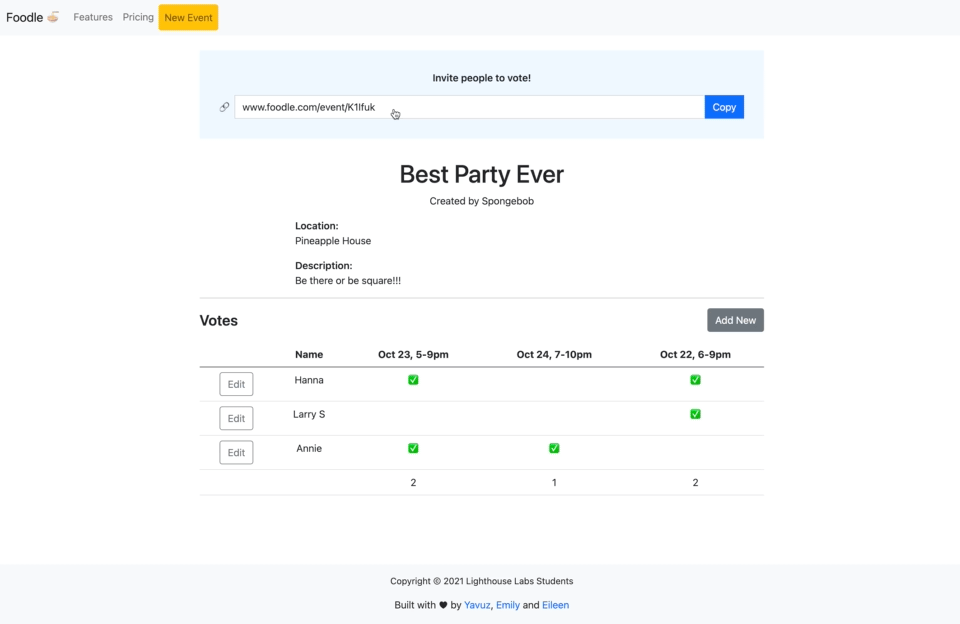 Foodle Features Pricing New Event
Invite people to vote!
www.foodle.com/event/K1lfuk Copy
Best Party Ever
Created by Spongebob
Location:
Pineapple House
Description:
Be there or be square!!!
Votes Add New
Name Oct 23, 5-9pm Oct 24, 7-10pm Oct 22, 6-9pm
Edit Hanna ✅ ✅
Edit Larry S ✅
Edit Annie ✅ ✅
2 1 2
Copyright © 2021 Lighthouse Labs Students
Built with ♥ by Yavuz, Emily and Eileen